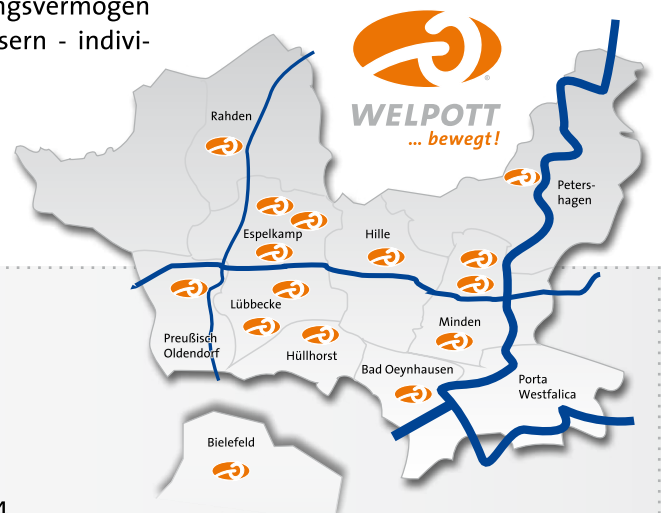 ngsvermögen
sern - indivi-
WELPOTT
... bewegt!
Rahden
Peters-
hagen
Espelkamp
Hille
Lübbecke
Minden
Preußisch
Oldendorf
Hüllhorst
Bad Oeynhausen
Porta
Westfalica
Bielefeld